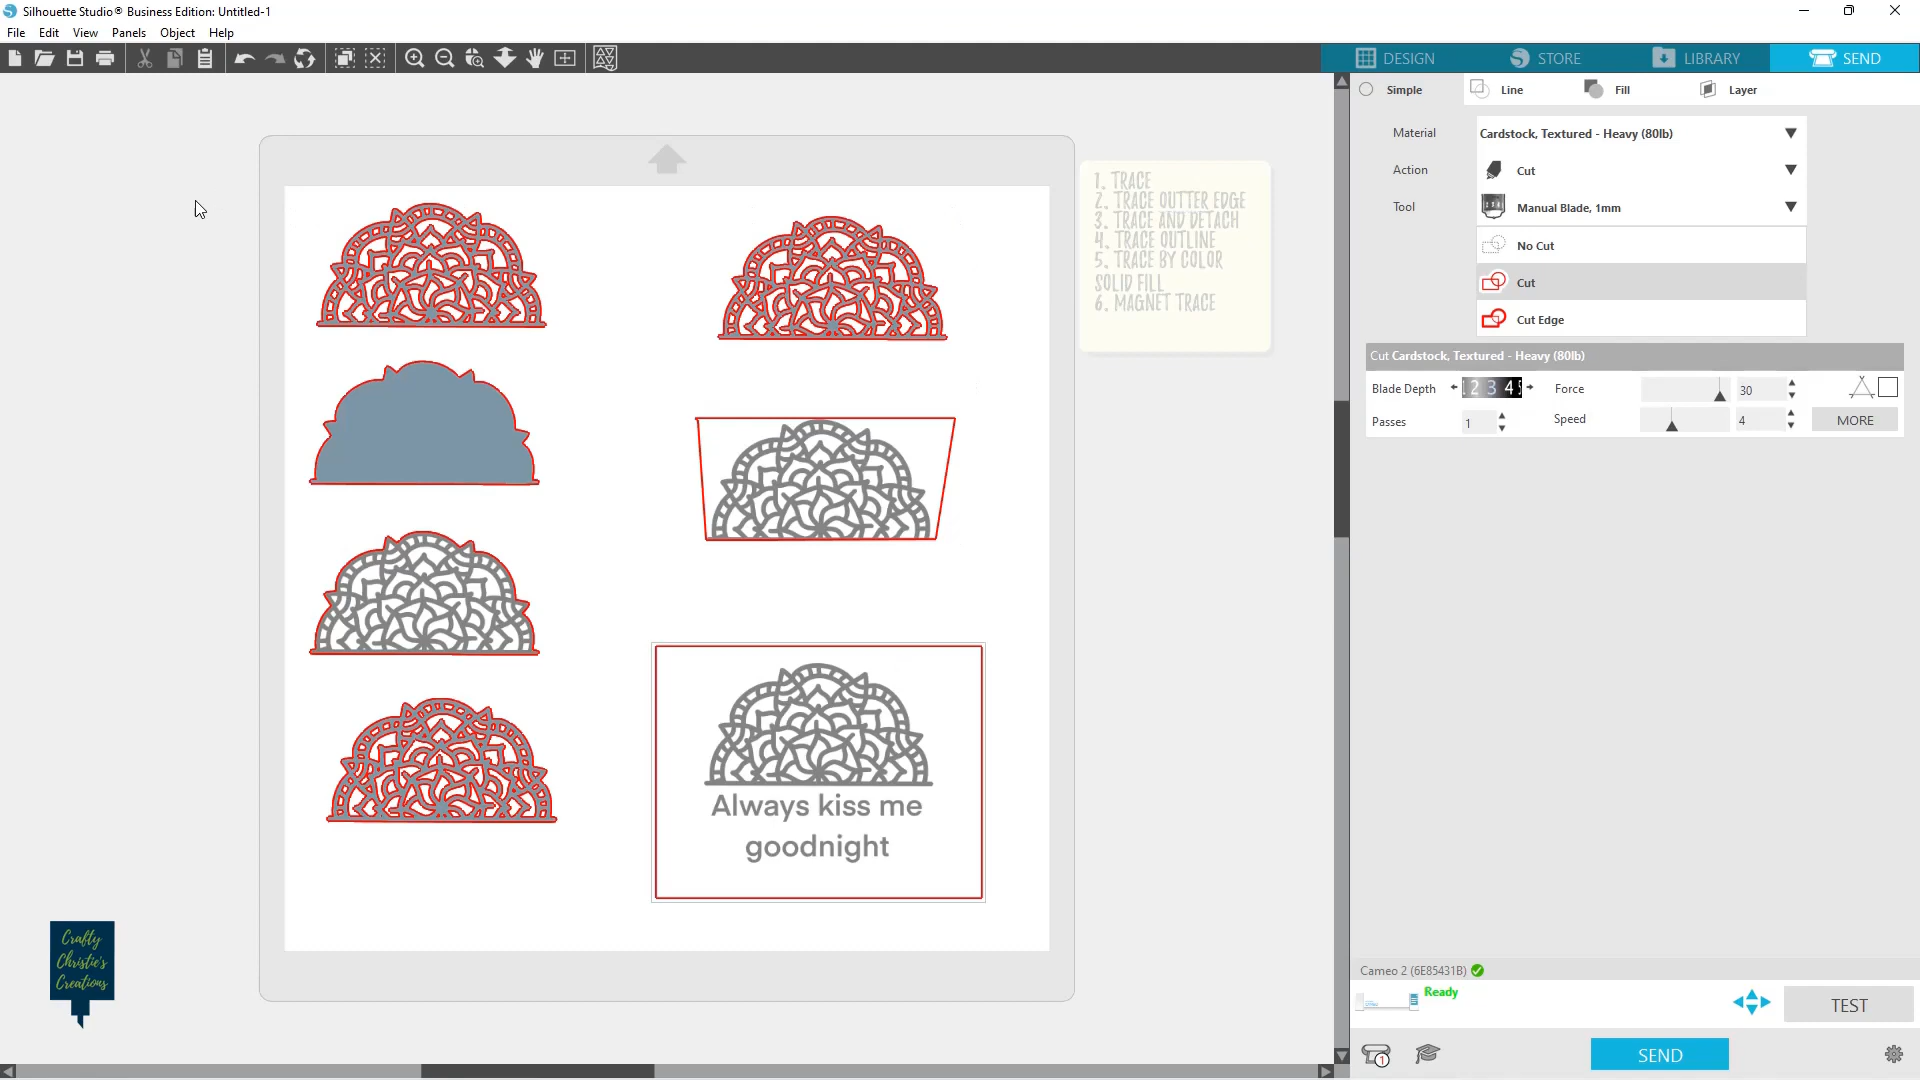 Silhouette Studio® Business Edition: Untitled-1
File Edit View Panels Object Help
DESIGN STORE LIBRARY SEND
Simple Line Fill Layer
Material Cardstock, Textured - Heavy (80lb)
Action Cut
Tool Manual Blade, 1mm
No Cut
Cut
Cut Edge
Cut Cardstock, Textured - Heavy (80lb)
Blade Depth 2 3 4 Force 30
Passes 1 Speed 4 MORE
1. TRACE
2. TRACE OUTTER EDGE
3. TRACE AND DETACH
4. TRACE OUTLINE
5. TRACE BY COLOR
SOLID FILL
6. MAGNET TRACE
Always kiss me
goodnight
Crafty
Christie's
Creations
Cameo 2 (6E85431B)
Ready
TEST
1
SEND